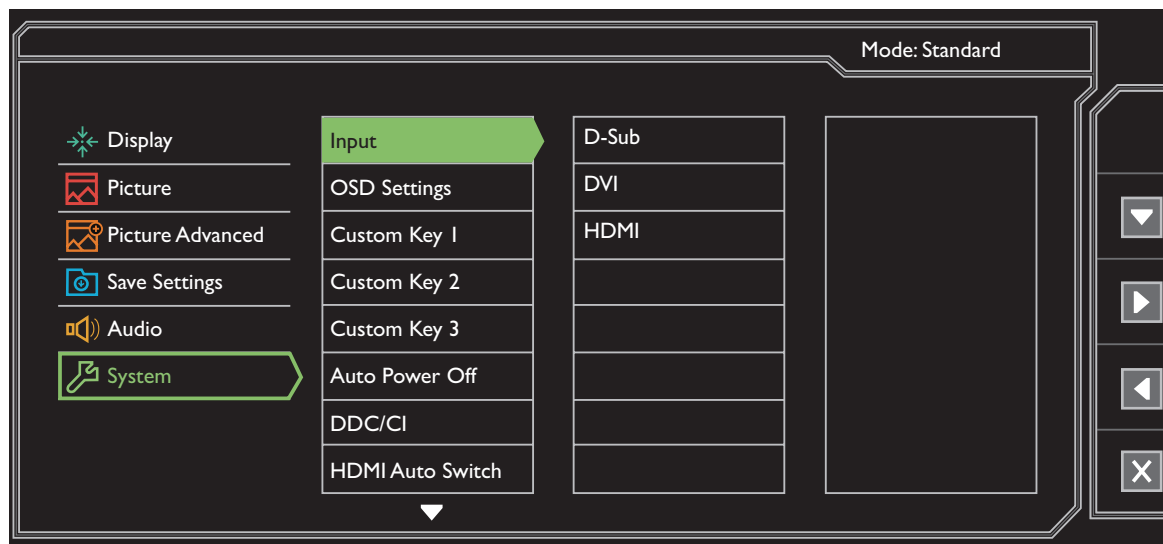 Mode: Standard
Display
Picture
Picture Advanced
Save Settings
Audio
System
Input
OSD Settings
Custom Key 1
Custom Key 2
Custom Key 3
Auto Power Off
DDC/CI
HDMI Auto Switch
D-Sub
DVI
HDMI